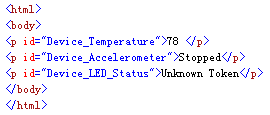 <html>
<body>
<p id="Device_Temperature">78 </p>
<p id="Device_Accelerometer">Stopped</p>
<p id="Device_LED_Status">Unknown Token</p>
</body>
</html>